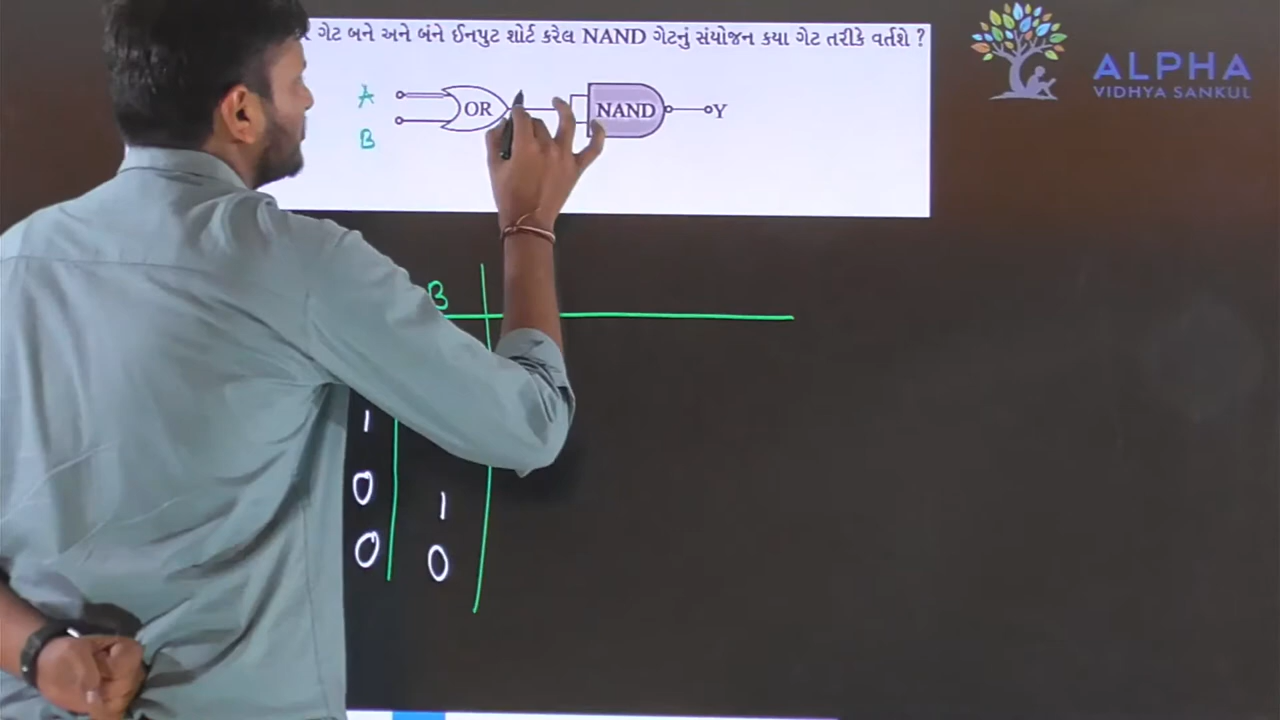 ગેટ બને અને બંને ઈનપુટ શોર્ટ કરેલ NAND ગેટનું સંયોજન કયા ગેટ તરીકે વર્તશે ?
A
B
OR
NAND
Y
ALPHA
VIDHYA SANKUL
B
1
0 1
0 0